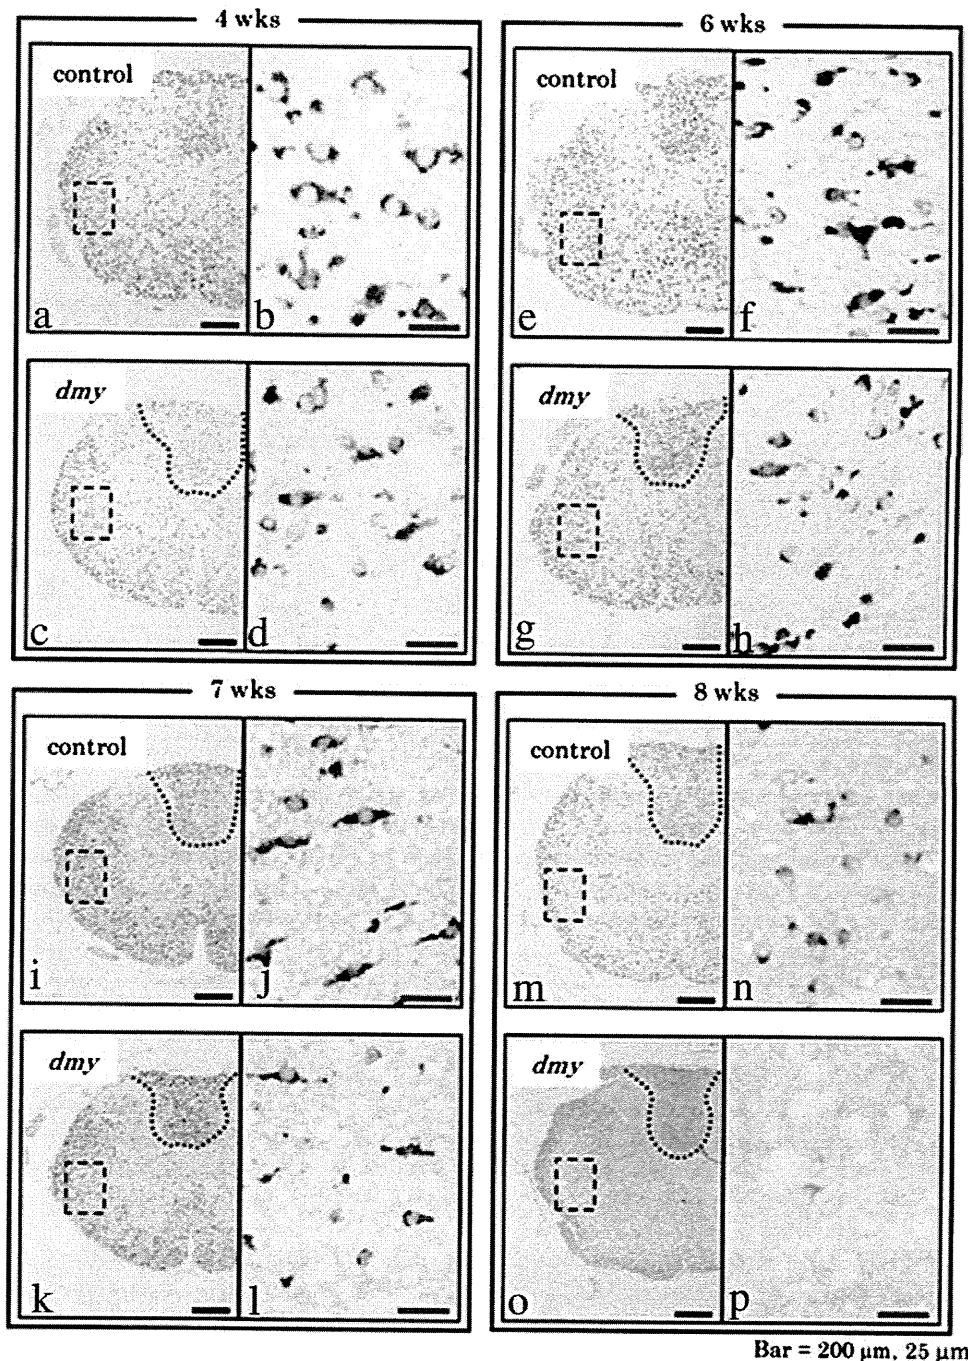 4 wks
control
a
b
dmy
c
d
6 wks
control
e
f
dmy
g
h
7 wks
control
i
j
dmy
k
l
8 wks
control
m
n
dmy
o
p
Bar = 200 μm, 25 μm